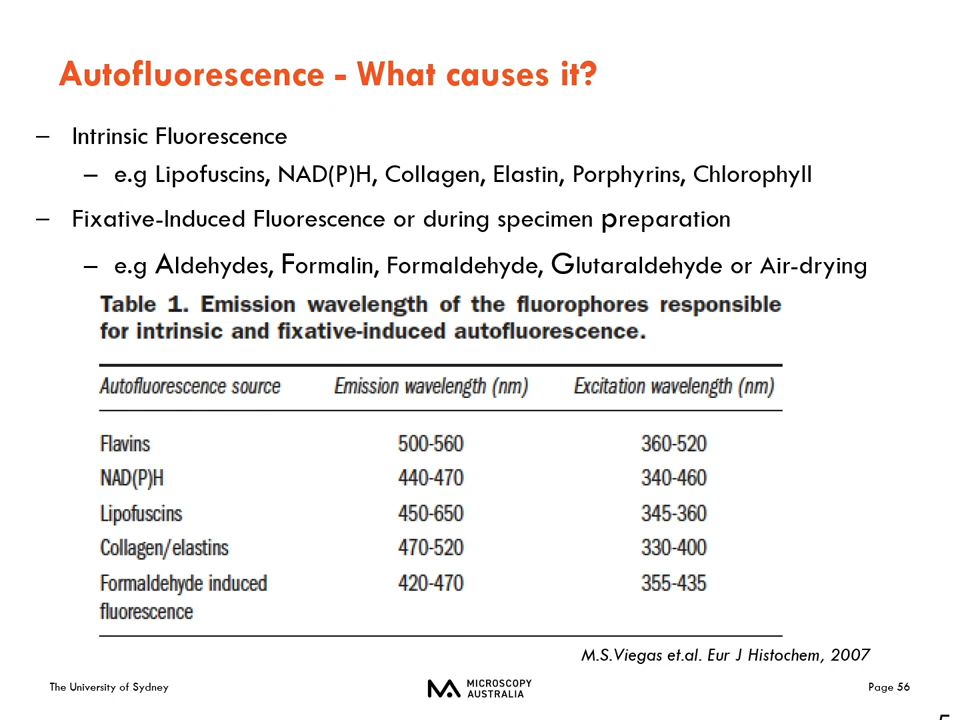 Autofluorescence - What causes it?
– Intrinsic Fluorescence
– e.g Lipofuscins, NAD(P)H, Collagen, Elastin, Porphyrins, Chlorophyll
– Fixative-Induced Fluorescence or during specimen preparation
– e.g Aldehydes, Formalin, Formaldehyde, Glutaraldehyde or Air-drying
Table 1. Emission wavelength of the fluorophores responsible
for intrinsic and fixative-induced autofluorescence.
Autofluorescence source Emission wavelength (nm) Excitation wavelength (nm)
Flavins 500-560 360-520
NAD(P)H 440-470 340-460
Lipofuscins 450-650 345-360
Collagen/elastins 470-520 330-400
Formaldehyde induced 420-470 355-435
fluorescence
M.S.Viegas et.al. Eur J Histochem, 2007
The University of Sydney
MICROSCOPY
AUSTRALIA
Page 56